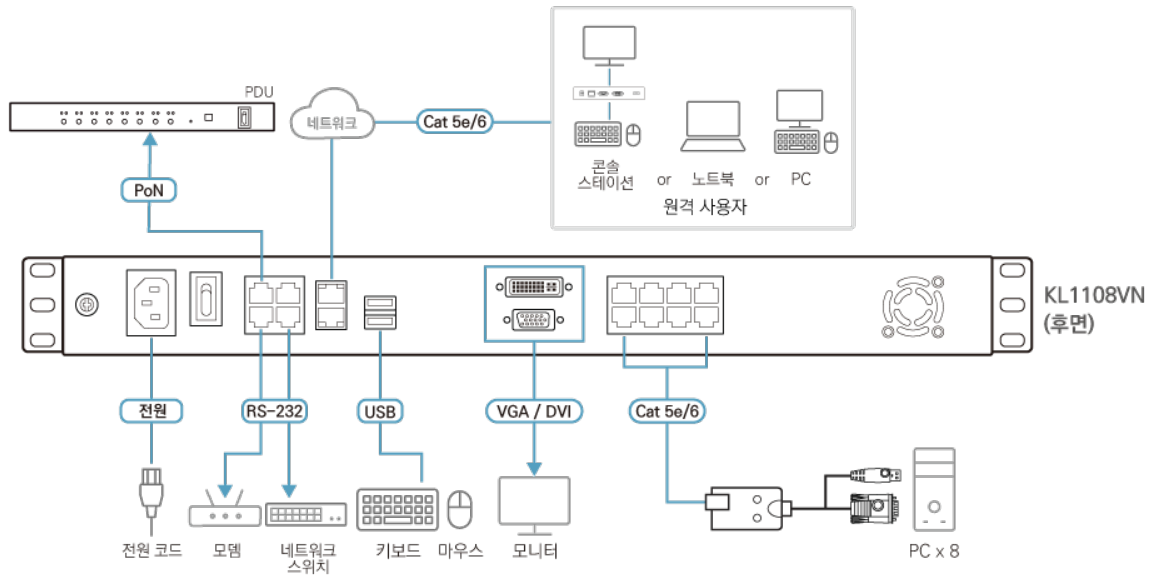 PDU
네트워크
Cat 5e/6
콘솔
스테이션
or
노트북
or
PC
원격 사용자
PoN
KL1108VN
(후면)
전원
RS-232
USB
VGA / DVI
Cat 5e/6
전원 코드
모뎀
네트워크
스위치
키보드
마우스
모니터
PC x 8